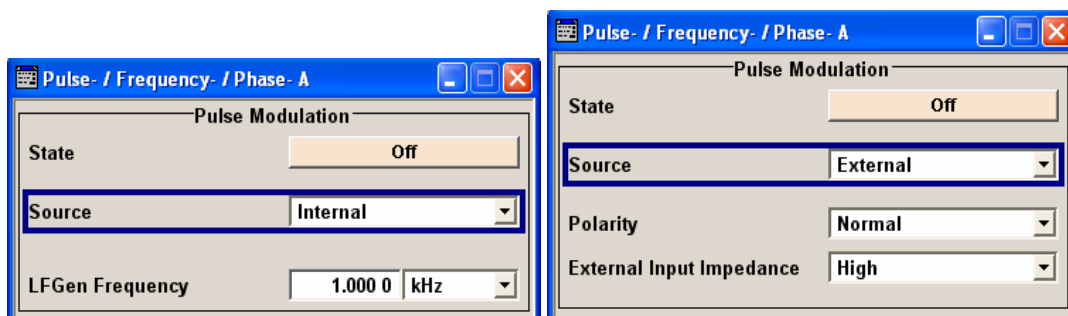 Pulse- / Frequency- / Phase- A
Pulse Modulation
State Off
Source Internal
LFGen Frequency 1.000 0 kHz
Pulse- / Frequency- / Phase- A
Pulse Modulation
State Off
Source External
Polarity Normal
External Input Impedance High